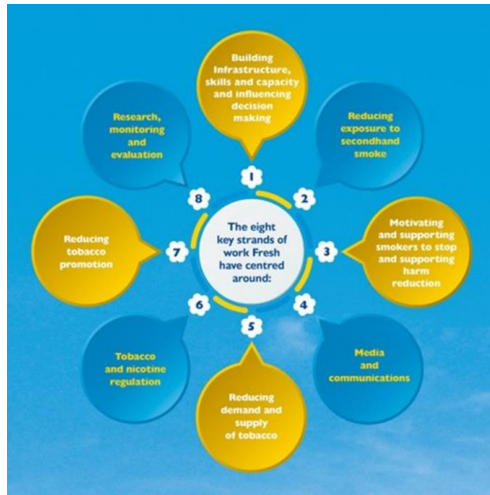 The eight
key strands of
work Fresh
have centred
around:
1
Building
Infrastructure,
skills and capacity
and influencing
decision
making
2
Reducing
exposure to
secondhand
smoke
3
Motivating
and supporting
smokers to stop
and supporting
harm
reduction
4
Media
and
communications
5
Reducing
demand and
supply
of tobacco
6
Tobacco
and nicotine
regulation
7
Reducing
tobacco
promotion
8
Research,
monitoring
and
evaluation